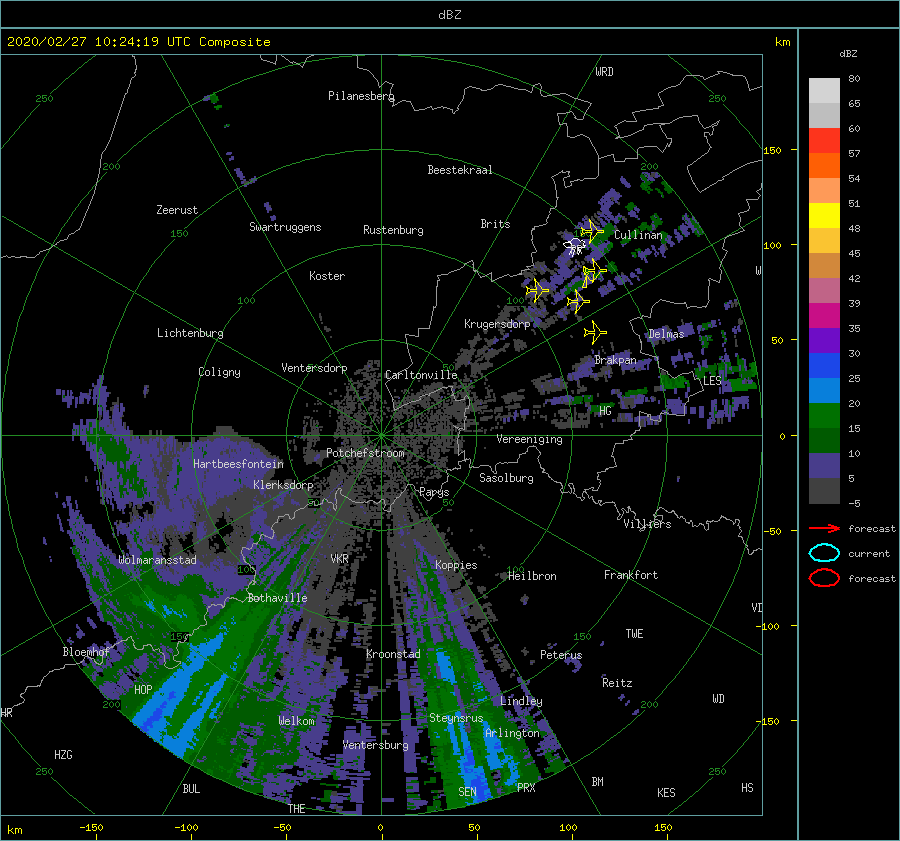 dBZ
2020/02/27 10:24:19 UTC Composite
km
dBZ
WRD
80
250
Pilanesberg
250
65
60
150
57
200
Beestekraal
200
54
Zeerust
51
150
Swartruggens
Rustenburg
Brits
Cullinan
48
100
45
Koster
W
42
100
100
39
Krugersdorp
35
Lichtenburg
Delmas
50
30
Coligny
Ventersdorp
Carltonville
Brakpan
25
LES
20
HG
15
0
Vereeniging
Potchefstroom
10
Hartbeesfontein
Sasolburg
5
Klerksdorp
Parys
50
50
-5
Villiers
forecast
-50
current
Wolmaransstad
VKR
Koppies
100
100
Heilbron
Frankfort
forecast
Bothaville
VD
-100
150
150
TWE
Bloemhof
Kroonstad
Peterus
Reitz
HOP
Lindley
WD
200
200
HR
Welkom
Steynsrus
-150
Arlington
Ventersburg
HZG
250
250
BUL
SEN
PRX
BM
KES
HS
THE
km
-150
-100
-50
0
50
100
150